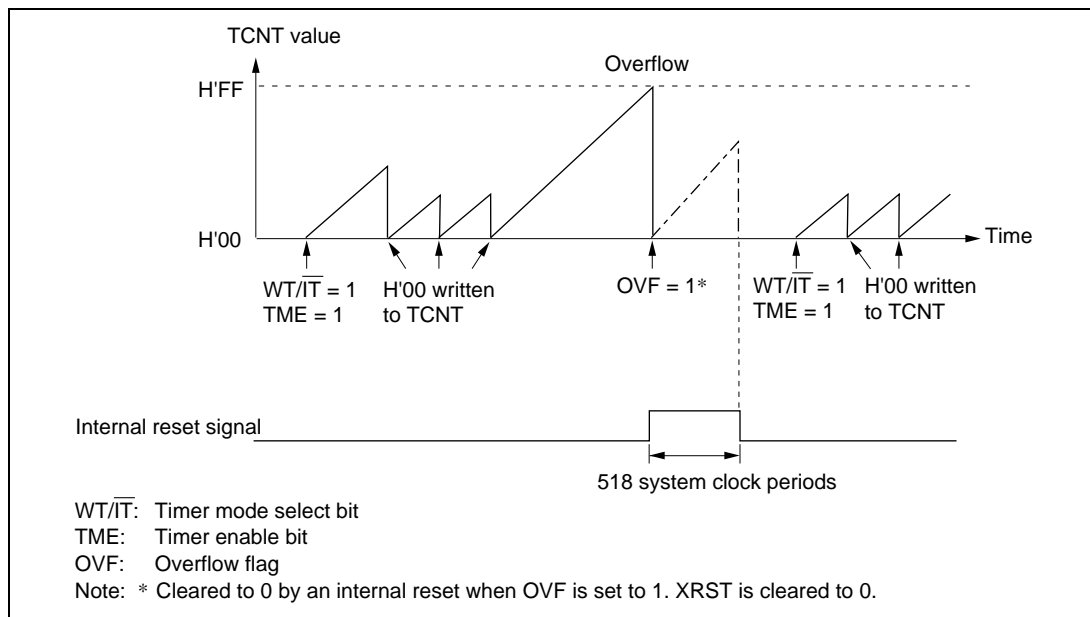 TCNT value
Overflow
H'FF
H'00
Time
WT/IT = 1
TME = 1
H'00 written
to TCNT
OVF = 1*
WT/IT = 1
TME = 1
H'00 written
to TCNT
Internal reset signal
518 system clock periods
WT/IT: Timer mode select bit
TME: Timer enable bit
OVF: Overflow flag
Note: * Cleared to 0 by an internal reset when OVF is set to 1. XRST is cleared to 0.